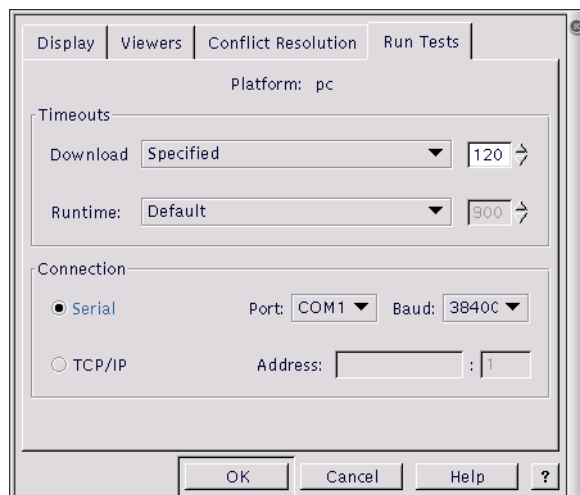 Display Viewers Conflict Resolution Run Tests
Platform: pc
Timeouts
Download Specified 120
Runtime: Default 900
Connection
Serial Port: COM1 Baud: 38400
TCP/IP Address: : 1
OK Cancel Help ?